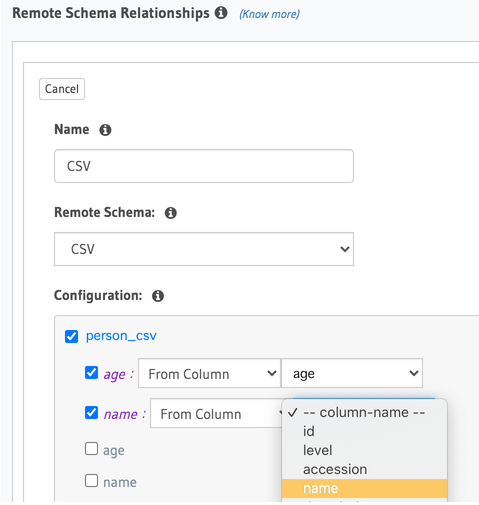 Remote Schema Relationships (Know more)
Cancel
Name
CSV
Remote Schema:
CSV
Configuration:
person_csv
age : From Column age
name : From Column
✓ -- column-name --
id
level
accession
name
age
name